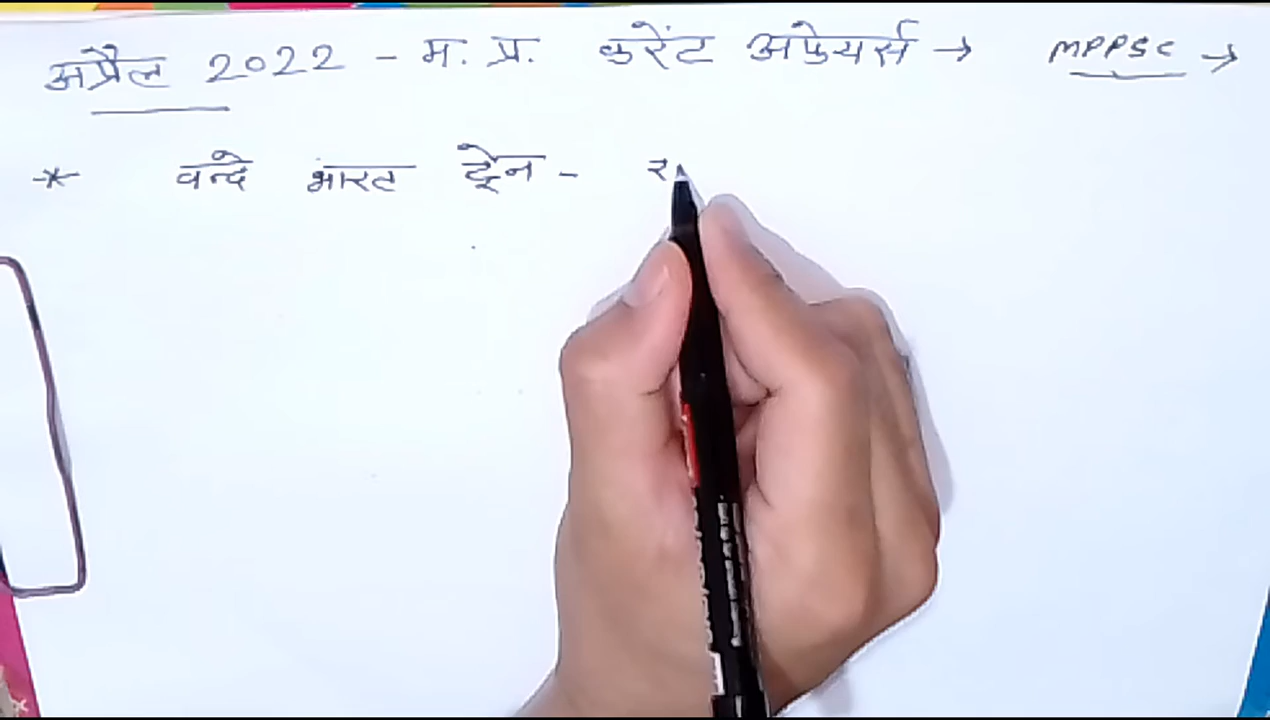 अप्रैल 2022 - म. प्र. करेंट अफेयर्स → MPPSC →
* वन्दे भारत ट्रेन -